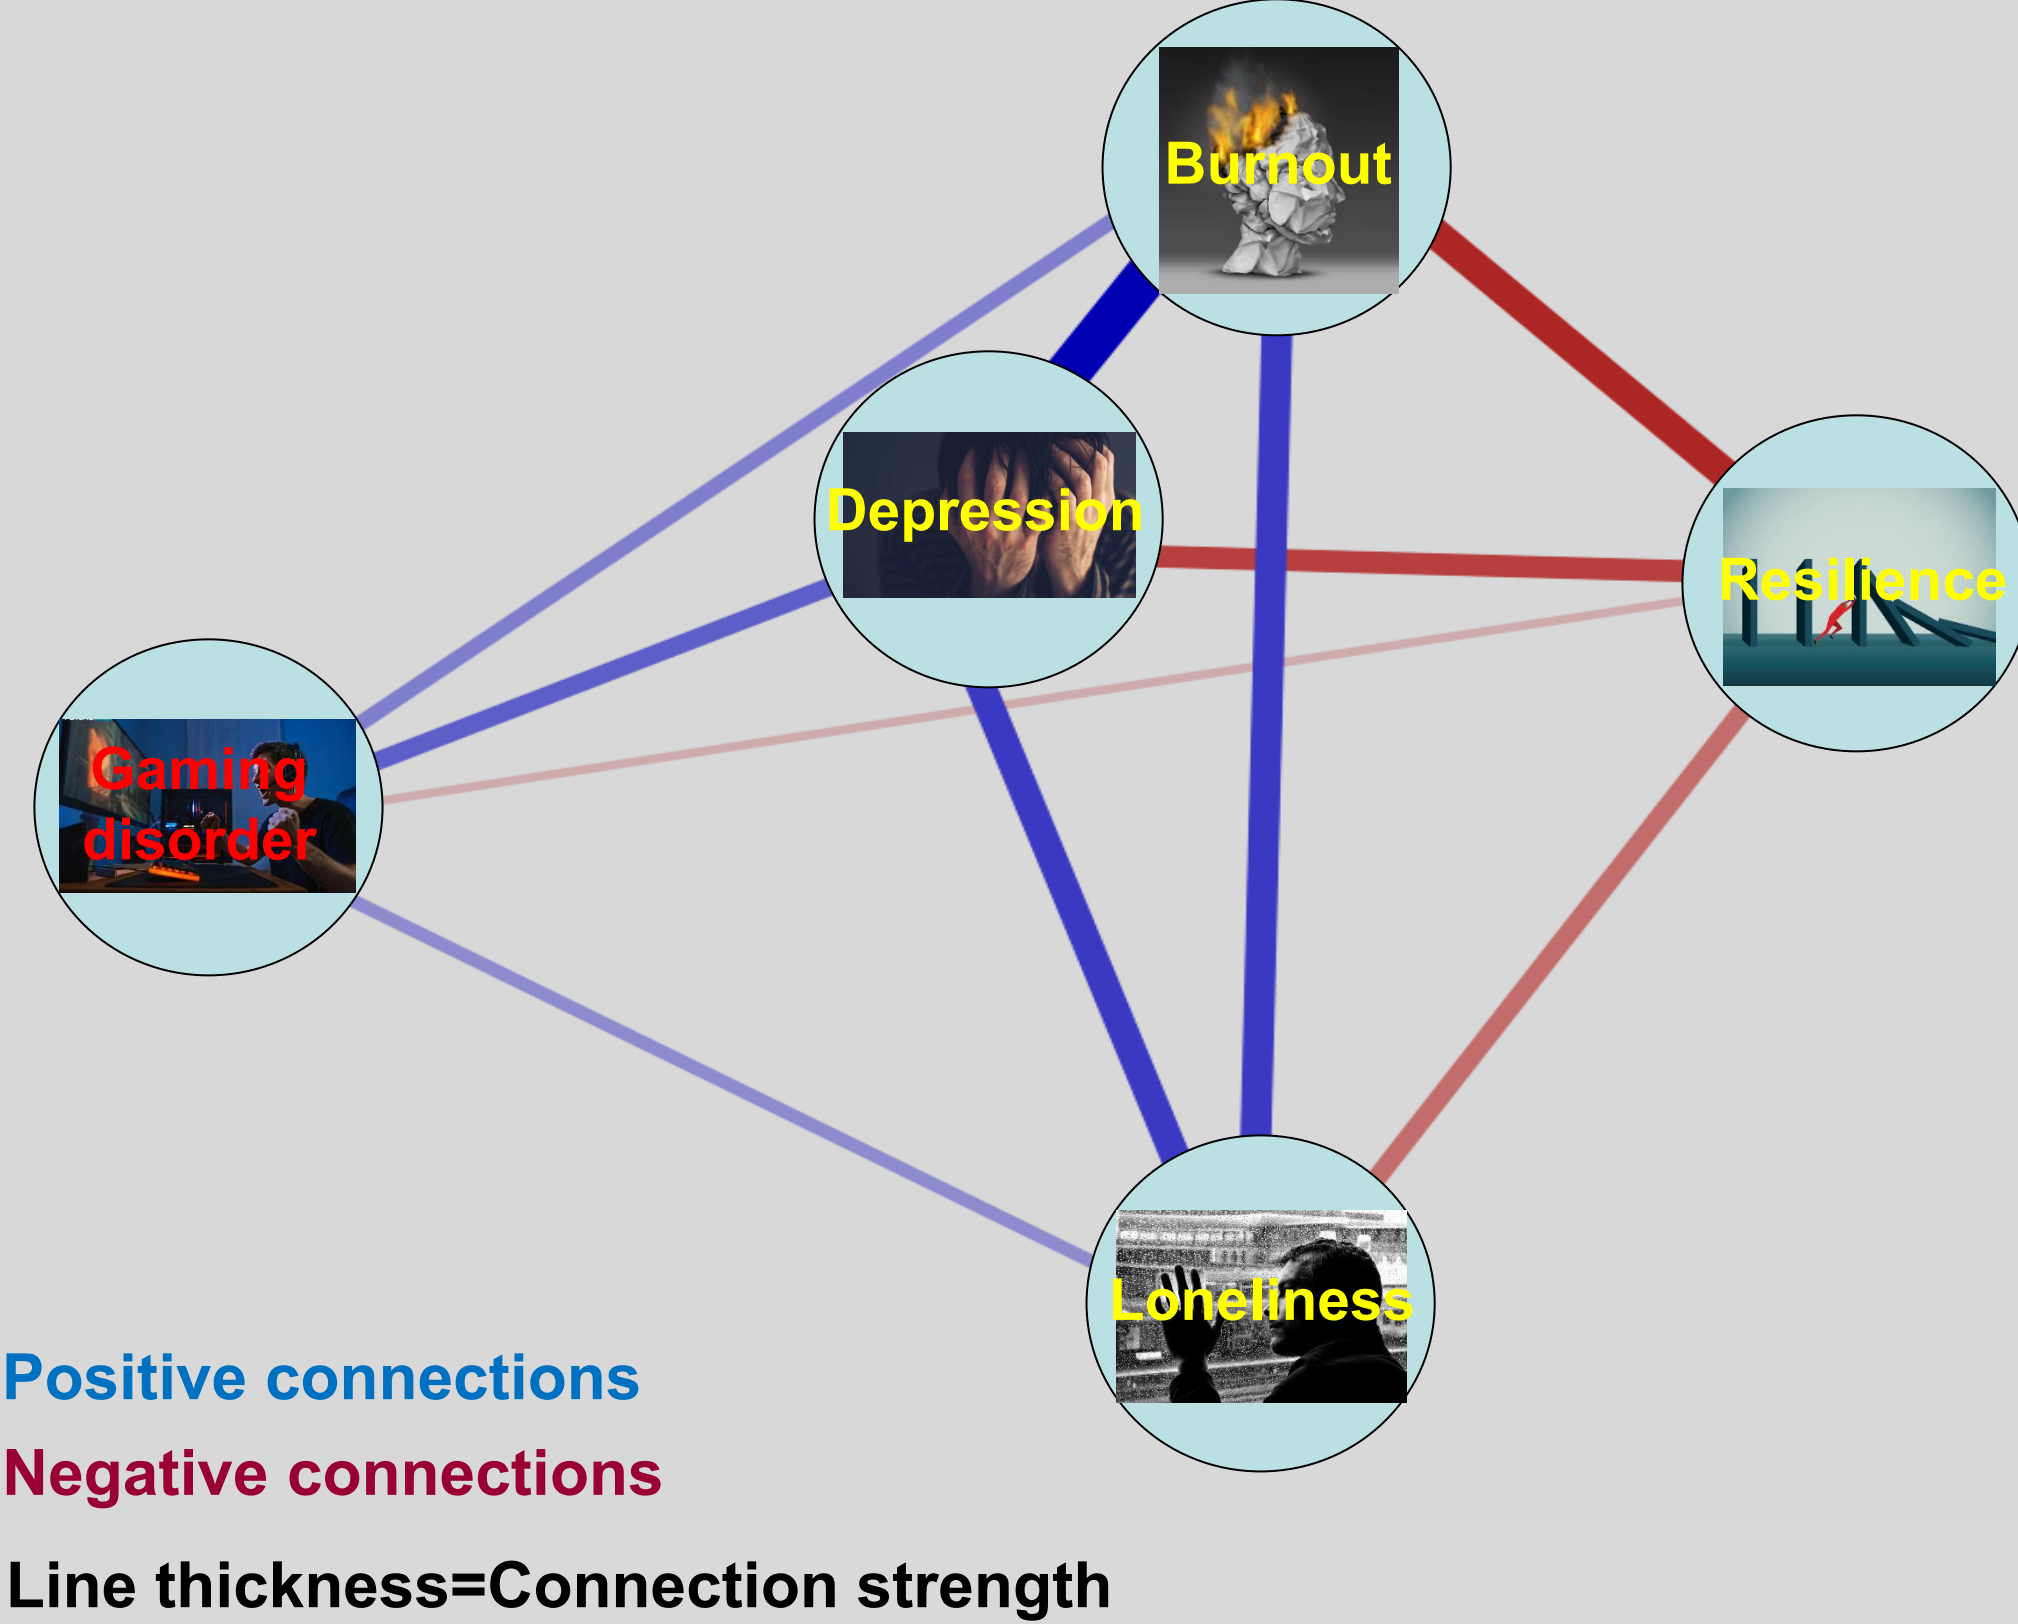 Burnout
Depression
Resilience
Gaming
disorder
Loneliness
Positive connections
Negative connections
Line thickness=Connection strength